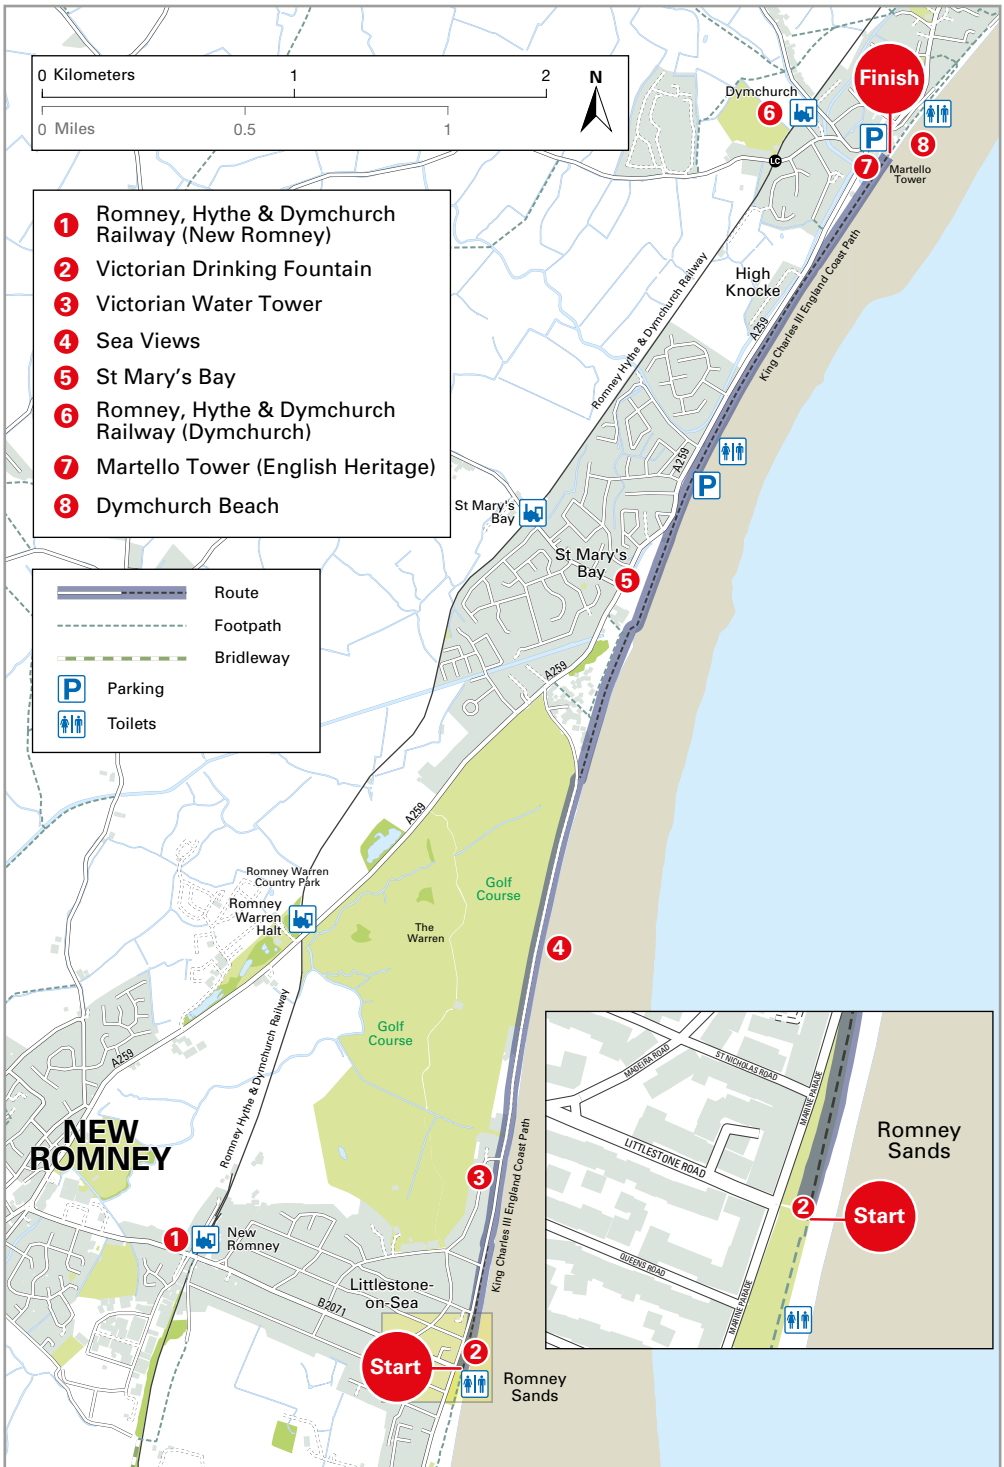 0 Kilometers 1 2
0 Miles 0.5 1
N
1 Romney, Hythe & Dymchurch
Railway (New Romney)
2 Victorian Drinking Fountain
3 Victorian Water Tower
4 Sea Views
5 St Mary's Bay
6 Romney, Hythe & Dymchurch
Railway (Dymchurch)
7 Martello Tower (English Heritage)
8 Dymchurch Beach
Route
Footpath
Bridleway
P Parking
Toilets
Finish
Dymchurch
6
P
8
LC
7
Martello
Tower
High
Knocke
A259
King Charles III England Coast Path
Romney Hythe & Dymchurch Railway
A259
P
St Mary's
Bay
St Mary's
Bay
5
A259
A259
Romney Warren
Country Park
Romney
Warren
Halt
Golf
Course
The
Warren
4
Golf
Course
A259
Romney Hythe & Dymchurch Railway
NEW
ROMNEY
3
King Charles III England Coast Path
1
New
Romney
Littlestone-
on-Sea
B2071
2
Start
Romney
Sands
MADEIRA ROAD
ST NICHOLAS ROAD
MARINE PARADE
LITTLESTONE ROAD
Romney
Sands
2
Start
QUEENS ROAD
MARINE PARADE